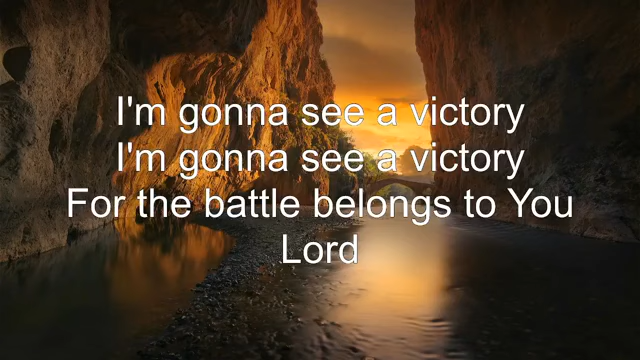 I'm gonna see a victory
I'm gonna see a victory
For the battle belongs to You
Lord